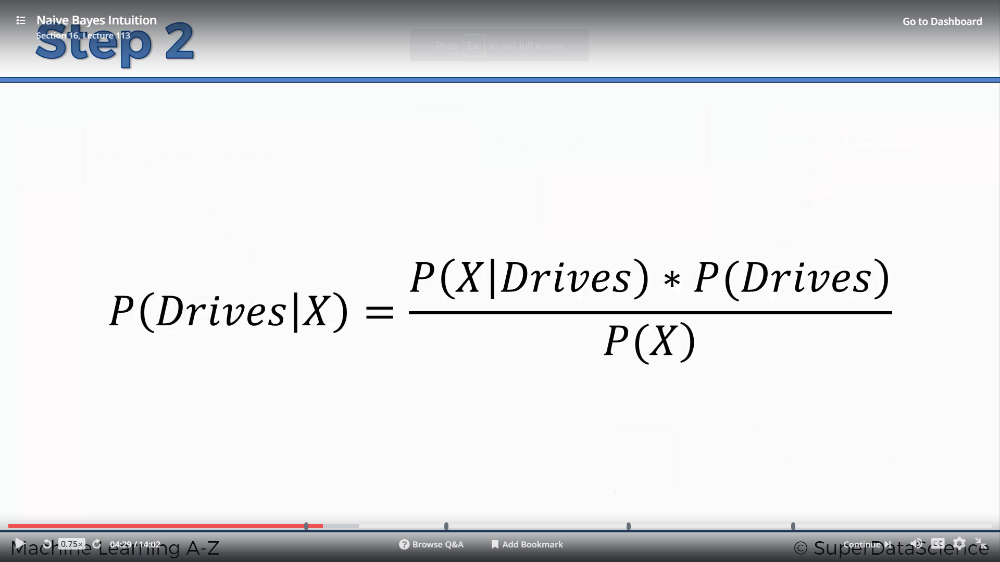 Naive Bayes Intuition
Go to Dashboard
Section 16, Lecture 113
Step 2
Press Esc to exit full screen
P(Drives|X) = P(X|Drives) * P(Drives)
P(X)
0.75×
04:29 / 14:02
Browse Q&A
Add Bookmark
Continue
CC
Machine Learning A-Z
© SuperDataScience